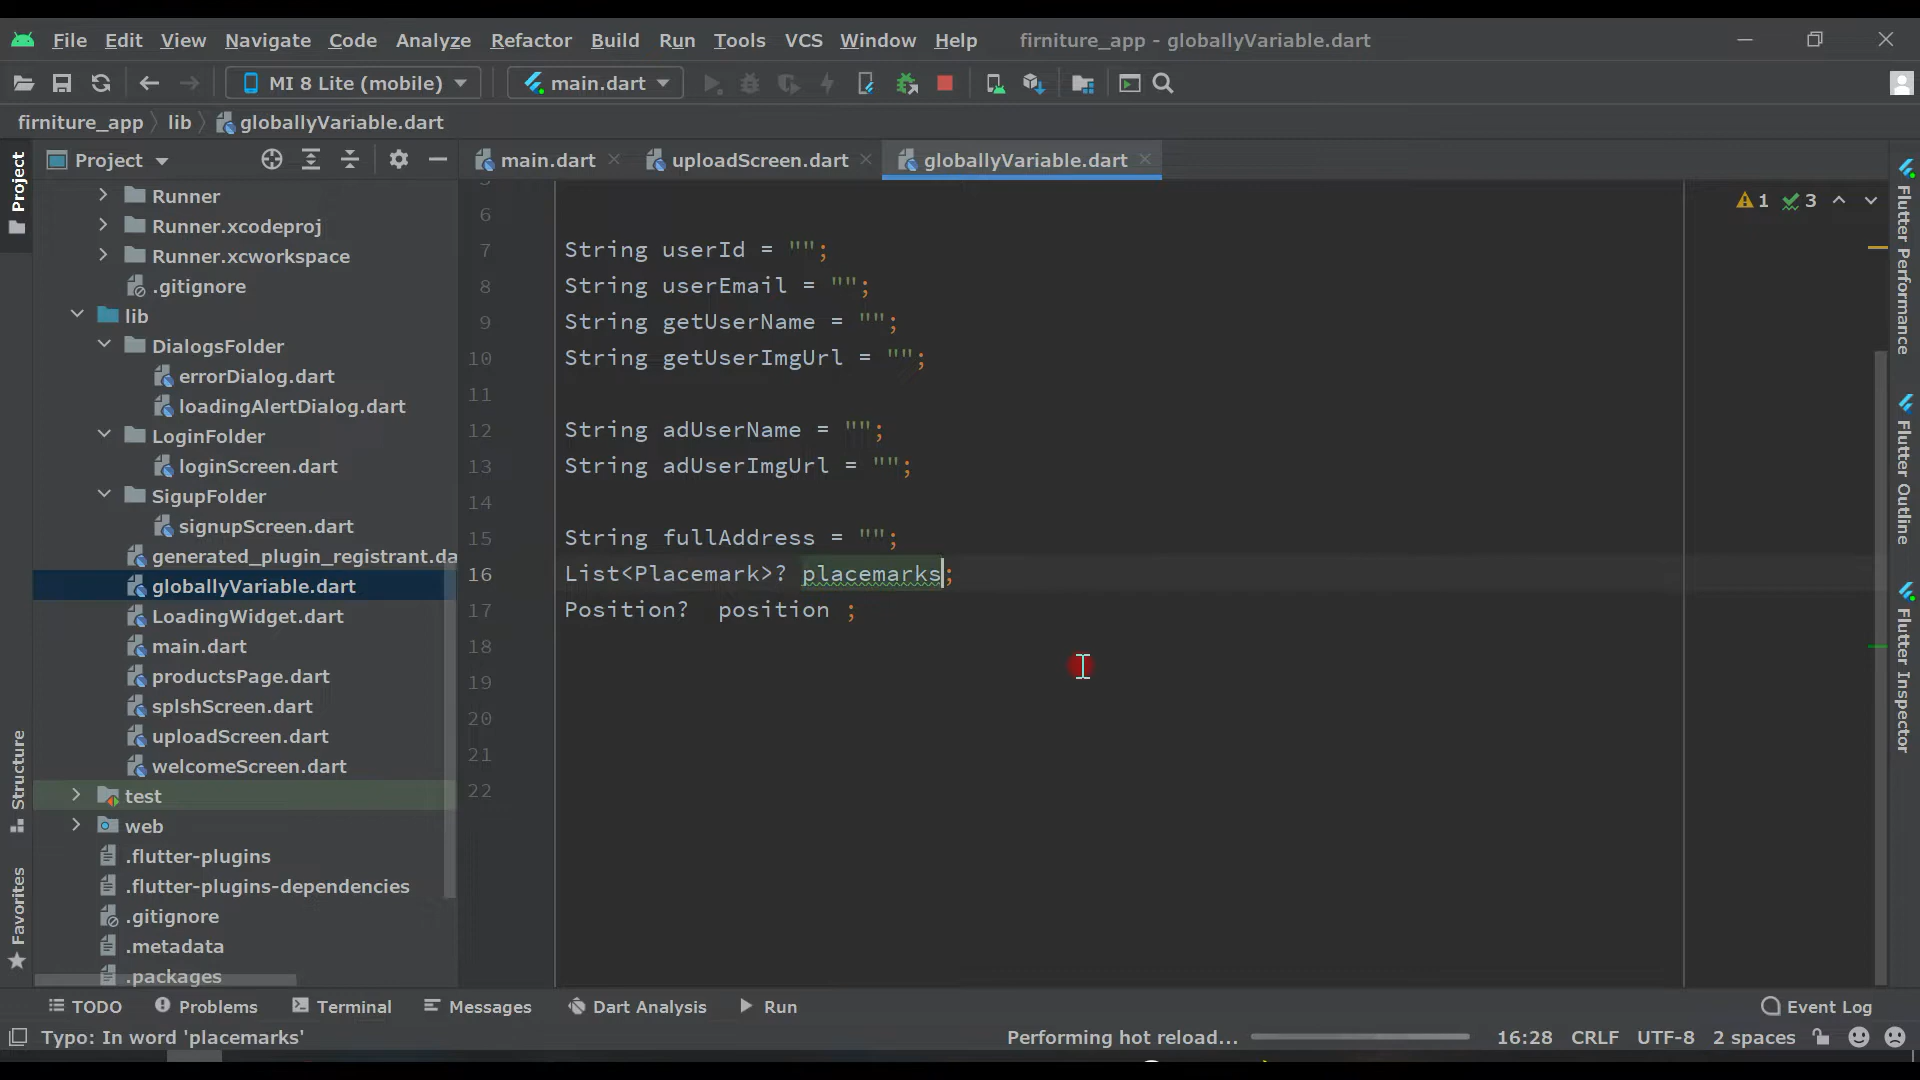 File Edit View Navigate Code Analyze Refactor Build Run Tools VCS Window Help firniture_app - globallyVariable.dart
MI 8 Lite (mobile) main.dart
firniture_app lib globallyVariable.dart
Project
main.dart
uploadScreen.dart
globallyVariable.dart
Project
Runner
Runner.xcodeproj
Runner.xcworkspace
.gitignore
lib
DialogsFolder
errorDialog.dart
loadingAlertDialog.dart
LoginFolder
loginScreen.dart
SigupFolder
signupScreen.dart
generated_plugin_registrant.da
globallyVariable.dart
LoadingWidget.dart
main.dart
productsPage.dart
splshScreen.dart
uploadScreen.dart
welcomeScreen.dart
test
web
.flutter-plugins
.flutter-plugins-dependencies
.gitignore
.metadata
.packages
Structure
Favorites
1 3
6
7 String userId = "";
8 String userEmail = "";
9 String getUserName = "";
10 String getUserImgUrl = "";
11
12 String adUserName = "";
13 String adUserImgUrl = "";
14
15 String fullAddress = "";
16 List<Placemark>? placemarks;
17 Position?  position ;
18
19
20
21
22
Flutter Performance
Flutter Outline
Flutter Inspector
TODO Problems Terminal Messages Dart Analysis Run Event Log
Typo: In word 'placemarks' Performing hot reload... 16:28 CRLF UTF-8 2 spaces